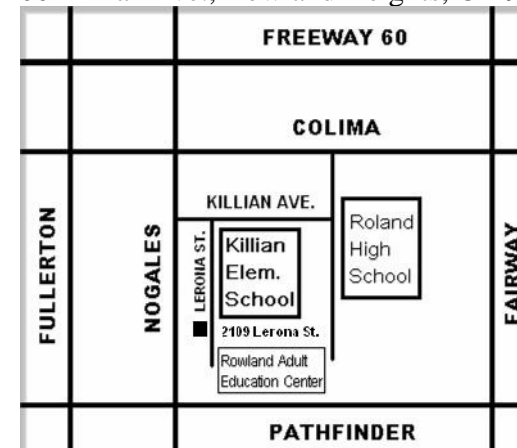 FREEWAY 60
COLIMA
KILLIAN AVE.
FULLERTON
NOGALES
LERONA ST.
Killian
Elem.
School
Roland
High
School
FAIRWAY
2109 Lerona St.
Rowland Adult
Education Center
PATHFINDER